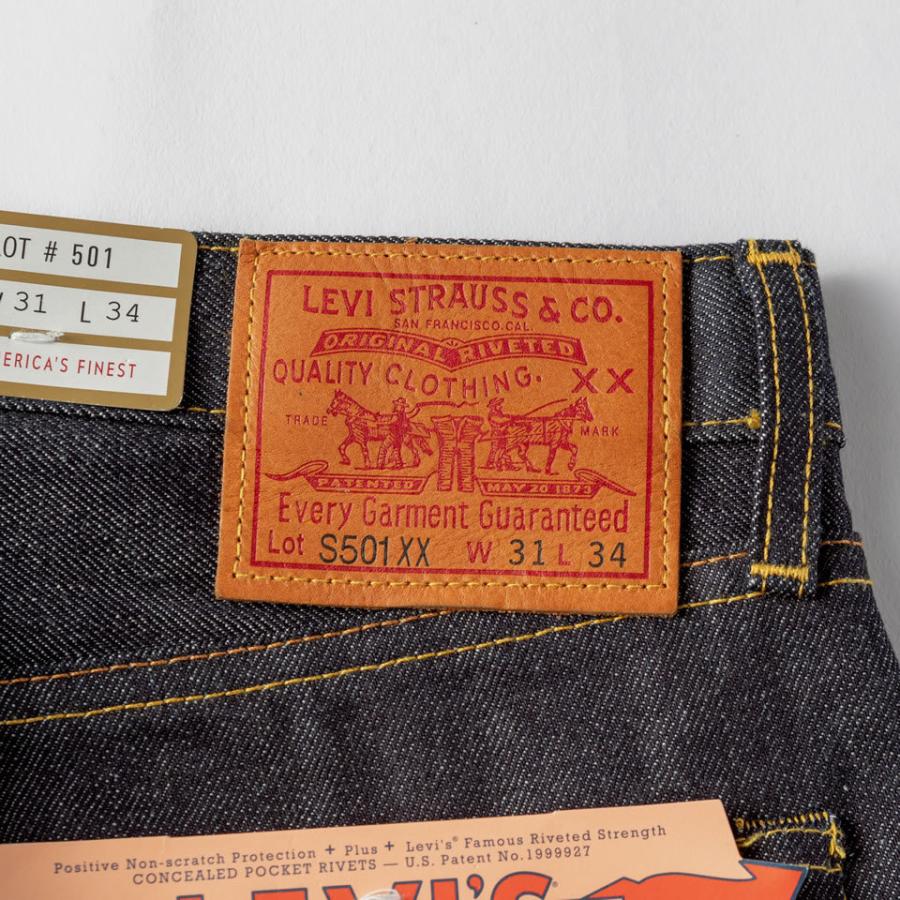 LOT # 501
W 31 L 34
ERICA'S FINEST
LEVI STRAUSS & CO.
SAN FRANCISCO, CAL.
ORIGINAL RIVETED
QUALITY CLOTHING. XX
TRADE MARK
PATENTED MAY 20 1873
Every Garment Guaranteed
Lot S501XX W 31 L 34
Positive Non-scratch Protection + Plus + Levi's® Famous Riveted Strength
CONCEALED POCKET RIVETS — U.S. Patent No. 1999927
LEVI'S®